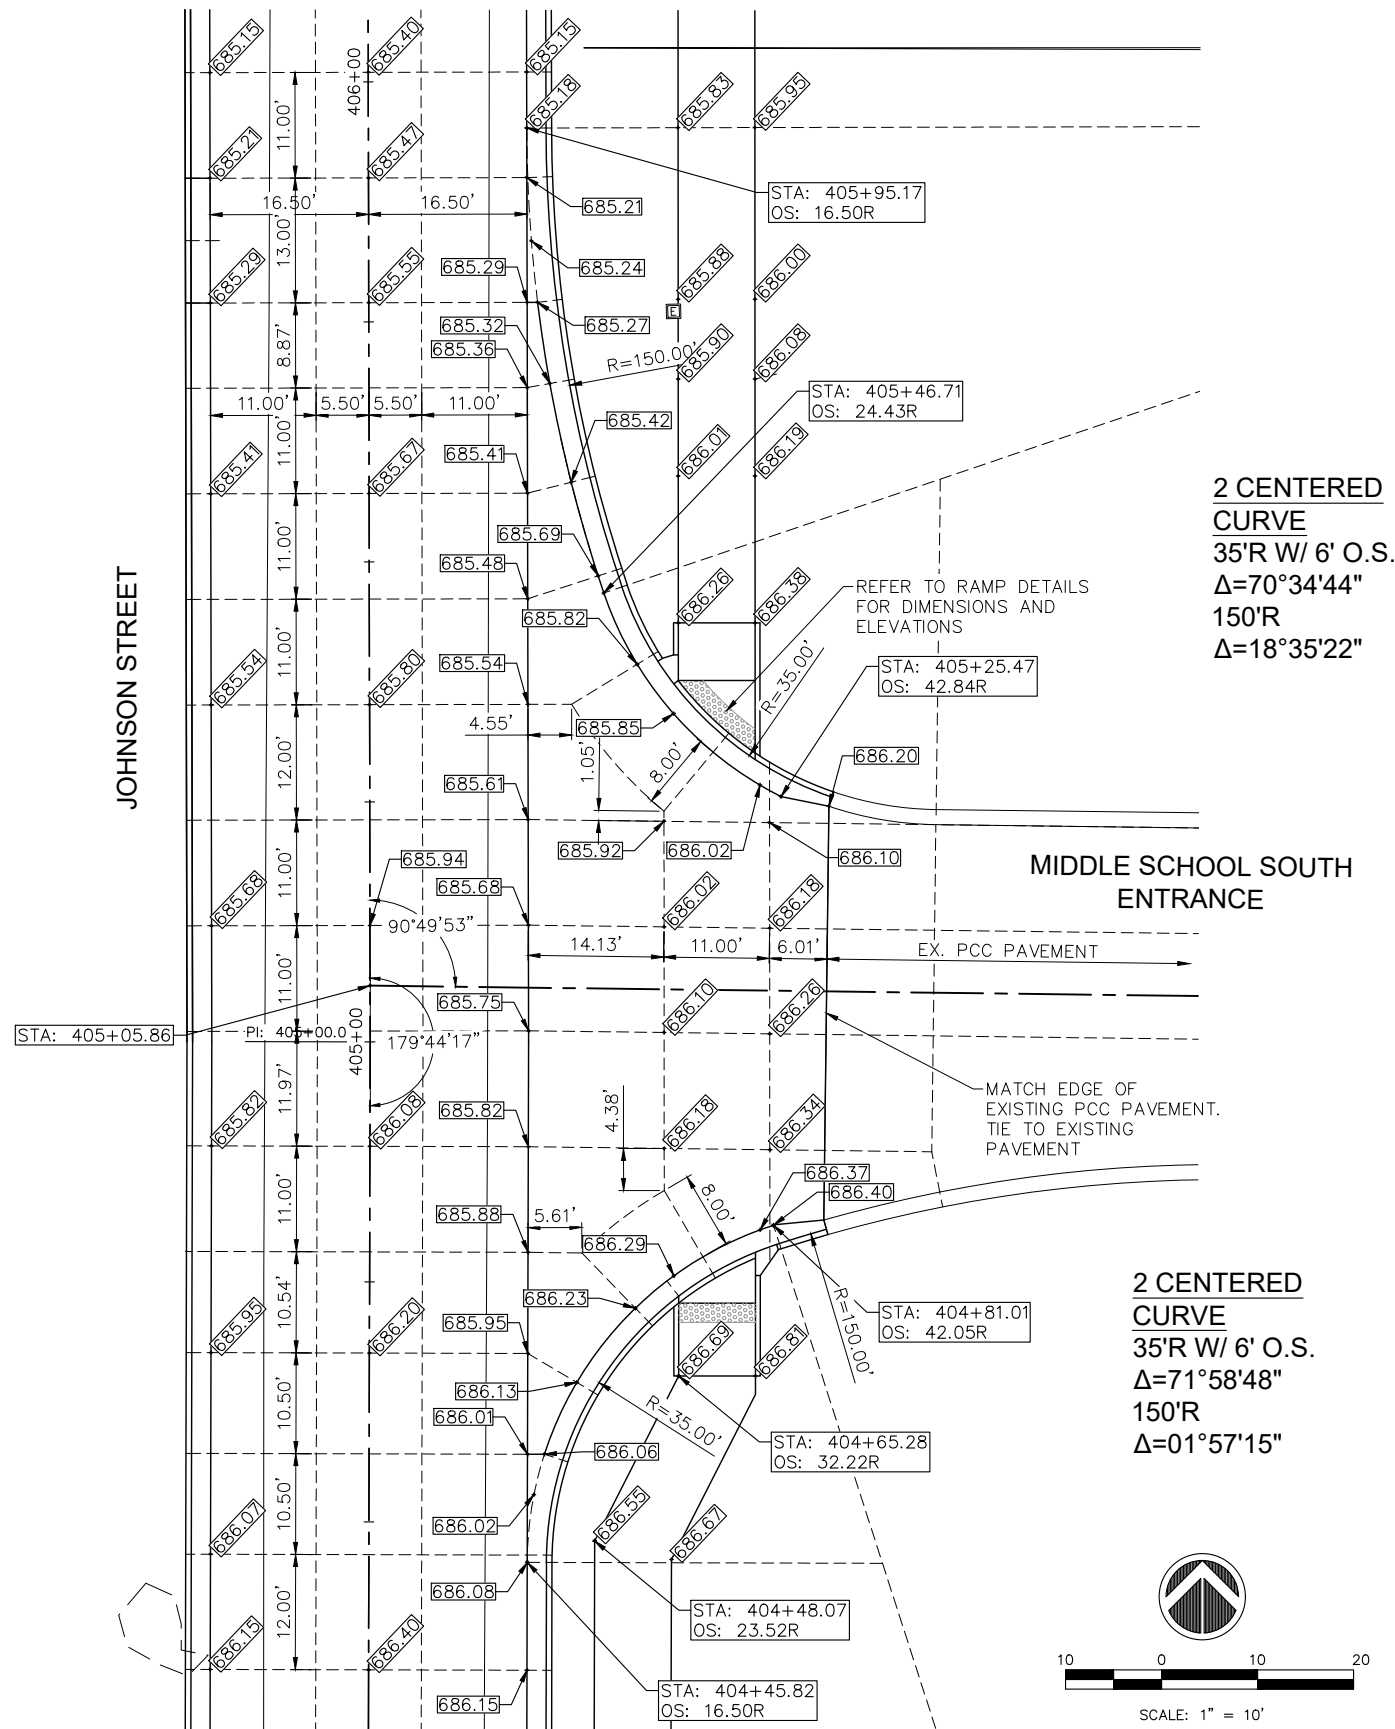 685.15
685.40
685.15
406+00
685.18
685.83
685.95
11.00'
685.21
685.47
STA: 405+95.17
OS: 16.50R
16.50'
16.50'
685.21
13.00'
685.29
685.55
685.29
685.24
685.88
686.00
E
685.32
685.27
685.36
8.87'
R=150.00'
685.90
686.08
11.00'
5.50'
5.50'
11.00'
STA: 405+46.71
OS: 24.43R
685.42
11.00'
685.41
685.67
685.41
686.01
686.19
2 CENTERED
CURVE
35'R W/ 6' O.S.
Δ=70°34'44"
150'R
Δ=18°35'22"
685.69
11.00'
685.48
685.82
686.26
686.38
REFER TO RAMP DETAILS
FOR DIMENSIONS AND
ELEVATIONS
JOHNSON STREET
11.00'
685.54
685.80
685.54
R=35.00'
STA: 405+25.47
OS: 42.84R
4.55'
685.85
12.00'
1.05'
8.00'
686.20
685.61
685.92
686.02
686.10
MIDDLE SCHOOL SOUTH
ENTRANCE
11.00'
685.94
685.68
685.68
686.02
686.18
90°49'53"
14.13'
11.00'
6.01'
EX. PCC PAVEMENT
11.00'
685.75
686.10
686.26
STA: 405+05.86
PI: 405+00.0
405+00
179°44'17"
11.97'
685.82
686.08
685.82
4.38'
686.18
686.34
MATCH EDGE OF
EXISTING PCC PAVEMENT.
TIE TO EXISTING
PAVEMENT
11.00'
686.37
686.40
685.88
5.61'
8.00'
686.29
10.54'
686.23
R=150.00'
STA: 404+81.01
OS: 42.05R
2 CENTERED
CURVE
35'R W/ 6' O.S.
Δ=71°58'48"
150'R
Δ=01°57'15"
685.95
686.20
685.95
686.69
686.81
686.13
10.50'
R=35.00'
686.01
686.06
STA: 404+65.28
OS: 32.22R
10.50'
686.07
686.02
686.55
686.67
686.08
12.00'
STA: 404+48.07
OS: 23.52R
686.15
686.40
686.15
STA: 404+45.82
OS: 16.50R
10
0
10
20
SCALE: 1" = 10'